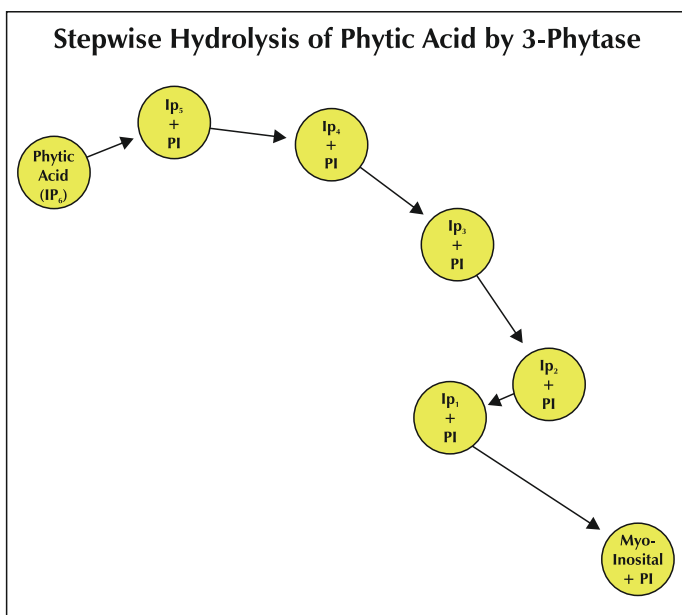 Stepwise Hydrolysis of Phytic Acid by 3-Phytase
Phytic
Acid
(IP₆)
Ip₅
+
PI
Ip₄
+
PI
Ip₃
+
PI
Ip₂
+
PI
Ip₁
+
PI
Myo-
Inosital
+ PI